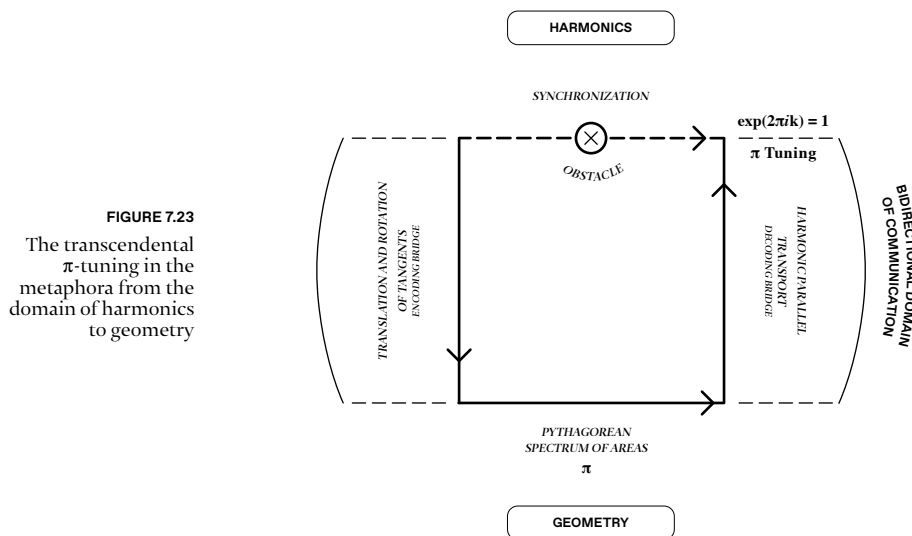 HARMONICS
SYNCHRONIZATION
exp(2πik) = 1
π Tuning
OBSTACLE
FIGURE 7.23
The transcendental
π-tuning in the
metaphora from the
domain of harmonics
to geometry
TRANSLATION AND ROTATION
OF TANGENTS
ENCODING BRIDGE
HARMONIC PARALLEL
TRANSPORT
DECODING BRIDGE
BIDIRECTIONAL DOMAIN
OF COMMUNICATION
PYTHAGOREAN
SPECTRUM OF AREAS
π
GEOMETRY